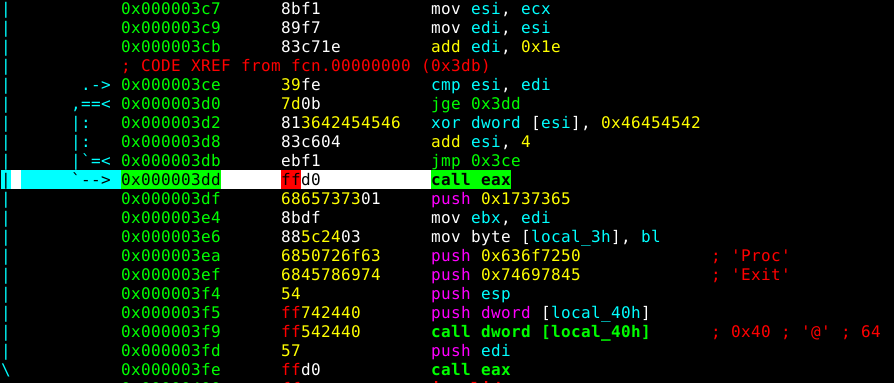 | 0x000003c7 8bf1 mov esi, ecx
| 0x000003c9 89f7 mov edi, esi
| 0x000003cb 83c71e add edi, 0x1e
| ; CODE XREF from fcn.00000000 (0x3db)
| .-> 0x000003ce 39fe cmp esi, edi
| ,==< 0x000003d0 7d0b jge 0x3dd
| |: 0x000003d2 813642454546 xor dword [esi], 0x46454542
| |: 0x000003d8 83c604 add esi, 4
| |`=< 0x000003db ebf1 jmp 0x3ce
| `--> 0x000003dd ffd0 call eax
| 0x000003df 6865737301 push 0x1737365
| 0x000003e4 8bdf mov ebx, edi
| 0x000003e6 885c2403 mov byte [local_3h], bl
| 0x000003ea 6850726f63 push 0x636f7250 ; 'Proc'
| 0x000003ef 6845786974 push 0x74697845 ; 'Exit'
| 0x000003f4 54 push esp
| 0x000003f5 ff742440 push dword [local_40h]
| 0x000003f9 ff542440 call dword [local_40h] ; 0x40 ; '@' ; 64
| 0x000003fd 57 push edi
\ 0x000003fe ffd0 call eax